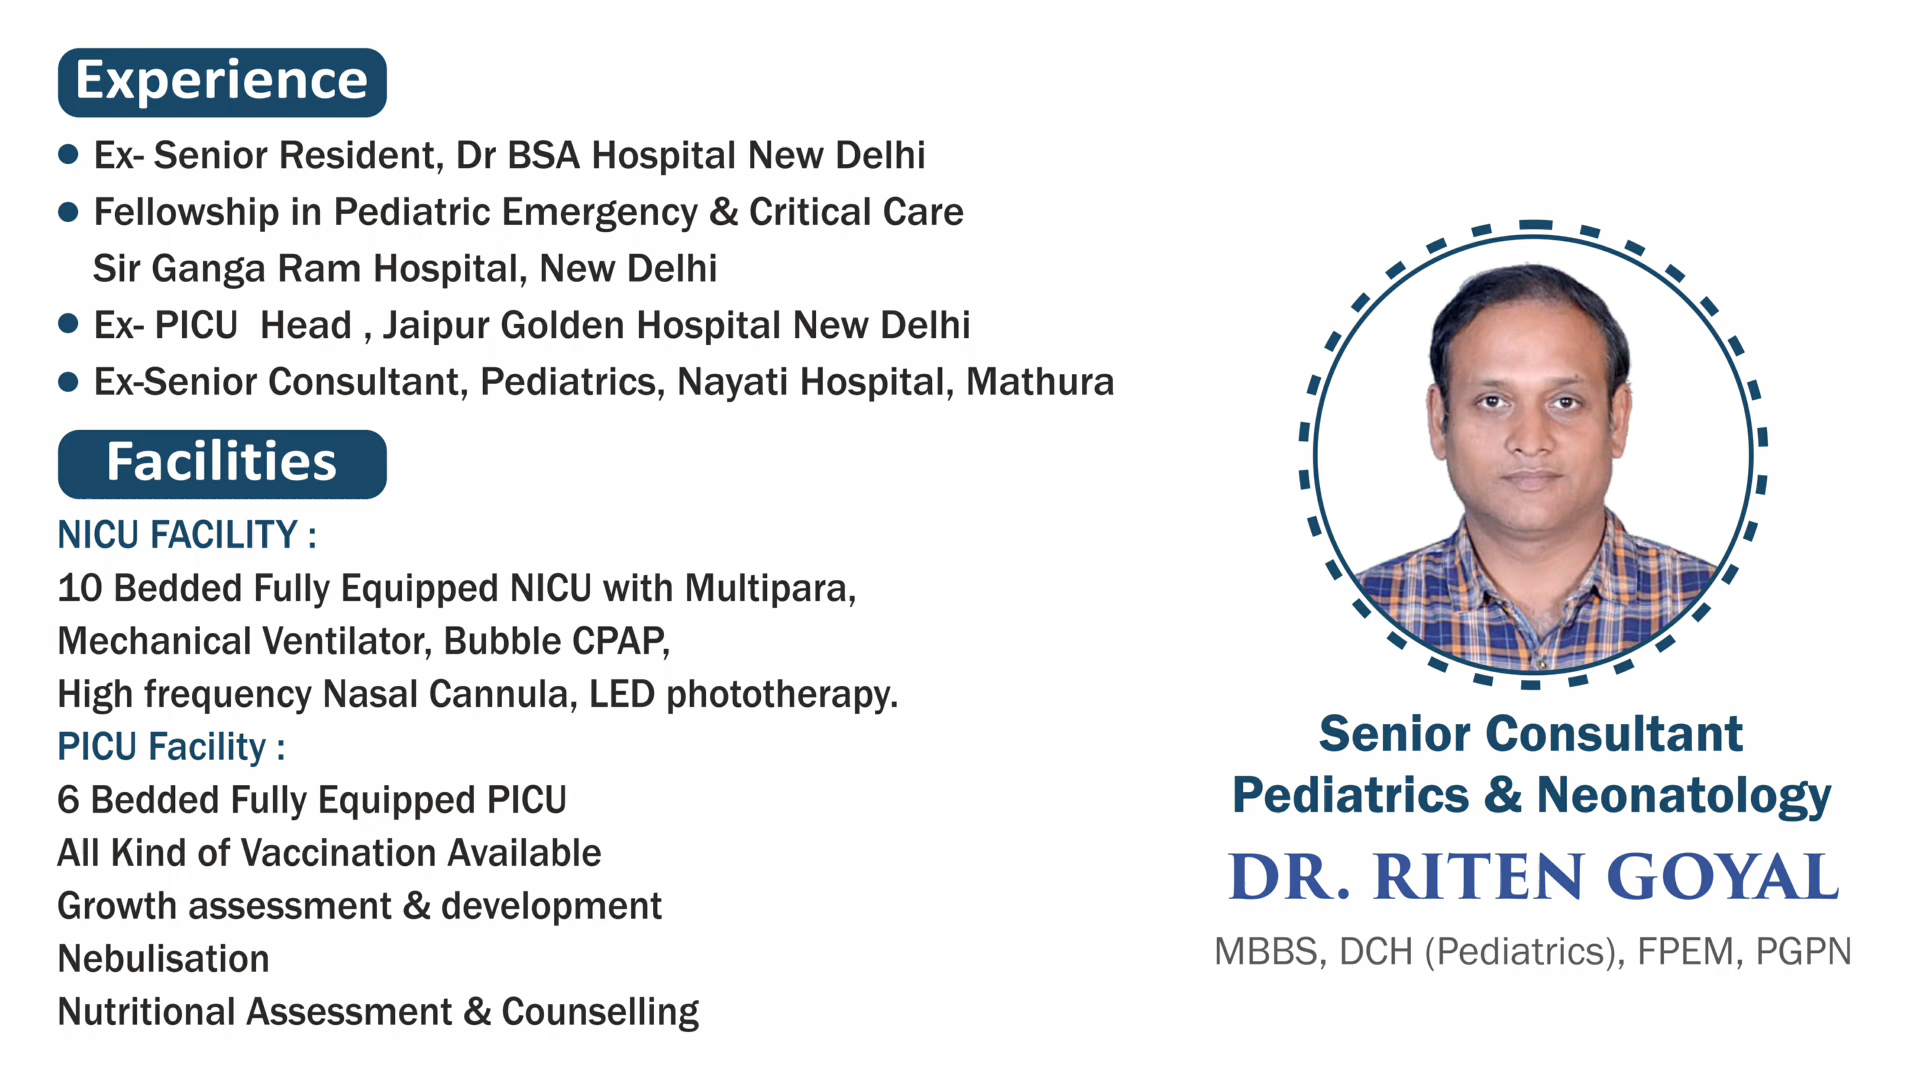 Experience
Ex- Senior Resident, Dr BSA Hospital New Delhi
Fellowship in Pediatric Emergency & Critical Care
Sir Ganga Ram Hospital, New Delhi
Ex- PICU  Head , Jaipur Golden Hospital New Delhi
Ex-Senior Consultant, Pediatrics, Nayati Hospital, Mathura
Facilities
NICU FACILITY :
10 Bedded Fully Equipped NICU with Multipara,
Mechanical Ventilator, Bubble CPAP,
High frequency Nasal Cannula, LED phototherapy.
PICU Facility :
6 Bedded Fully Equipped PICU
All Kind of Vaccination Available
Growth assessment & development
Nebulisation
Nutritional Assessment & Counselling
Senior Consultant
Pediatrics & Neonatology
DR. RITEN GOYAL
MBBS, DCH (Pediatrics), FPEM, PGPN